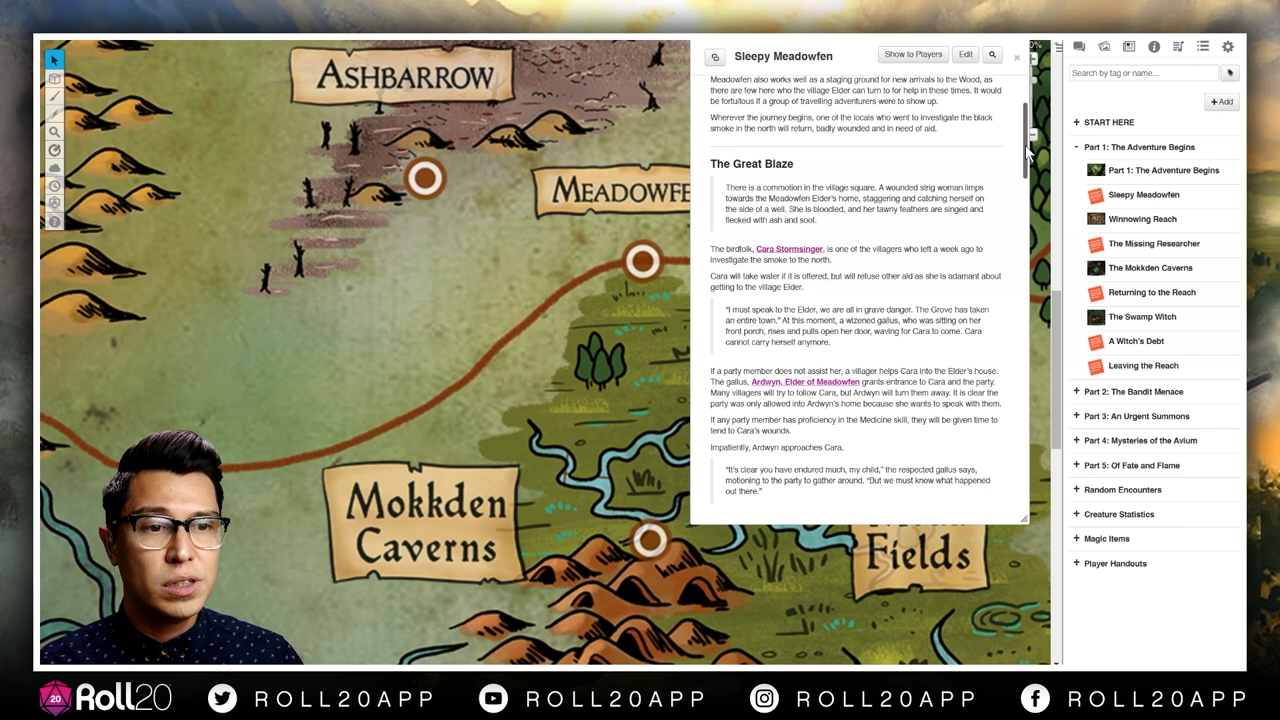 ASHBARROW
MEADOWFE
Mokkden
Caverns
Fields
Sleepy Meadowfen
Show to Players
Edit
Meadowfen also works well as a staging ground for new arrivals to the Wood, as
there are few here who the village Elder can turn to for help in these times. It would
be fortuitous if a group of travelling adventurers were to show up.
Wherever the journey begins, one of the locals who went to investigate the black
smoke in the north will return, badly wounded and in need of aid.
The Great Blaze
There is a commotion in the village square. A wounded strig woman limps
towards the Meadowfen Elder's home, staggering and catching herself on
the side of a well. She is bloodied, and her tawny feathers are singed and
flecked with ash and soot.
The birdfolk, Cara Stormsinger, is one of the villagers who left a week ago to
investigate the smoke to the north.
Cara will take water if it is offered, but will refuse other aid as she is adamant about
getting to the village Elder.
"I must speak to the Elder, we are all in grave danger. The Grove has taken
an entire town." At this moment, a wizened gallus, who was sitting on her
front porch, rises and pulls open her door, waving for Cara to come. Cara
cannot carry herself anymore.
If a party member does not assist her, a villager helps Cara into the Elder's house.
The gallus, Ardwyn, Elder of Meadowfen grants entrance to Cara and the party.
Many villagers will try to follow Cara, but Ardwyn will turn them away. It is clear the
party was only allowed into Ardwyn's home because she wants to speak with them.
If any party member has proficiency in the Medicine skill, they will be given time to
tend to Cara's wounds.
Impatiently, Ardwyn approaches Cara.
"It's clear you have endured much, my child," the respected gallus says,
motioning to the party to gather around. "But we must know what happened
out there."
0%
Search by tag or name...
+ Add
+ START HERE
- Part 1: The Adventure Begins
Part 1: The Adventure Begins
Sleepy Meadowfen
Winnowing Reach
The Missing Researcher
The Mokkden Caverns
Returning to the Reach
The Swamp Witch
A Witch's Debt
Leaving the Reach
+ Part 2: The Bandit Menace
+ Part 3: An Urgent Summons
+ Part 4: Mysteries of the Avium
+ Part 5: Of Fate and Flame
+ Random Encounters
+ Creature Statistics
+ Magic Items
+ Player Handouts
20 Roll20
ROLL20APP
ROLL20APP
ROLL20APP
ROLL20APP